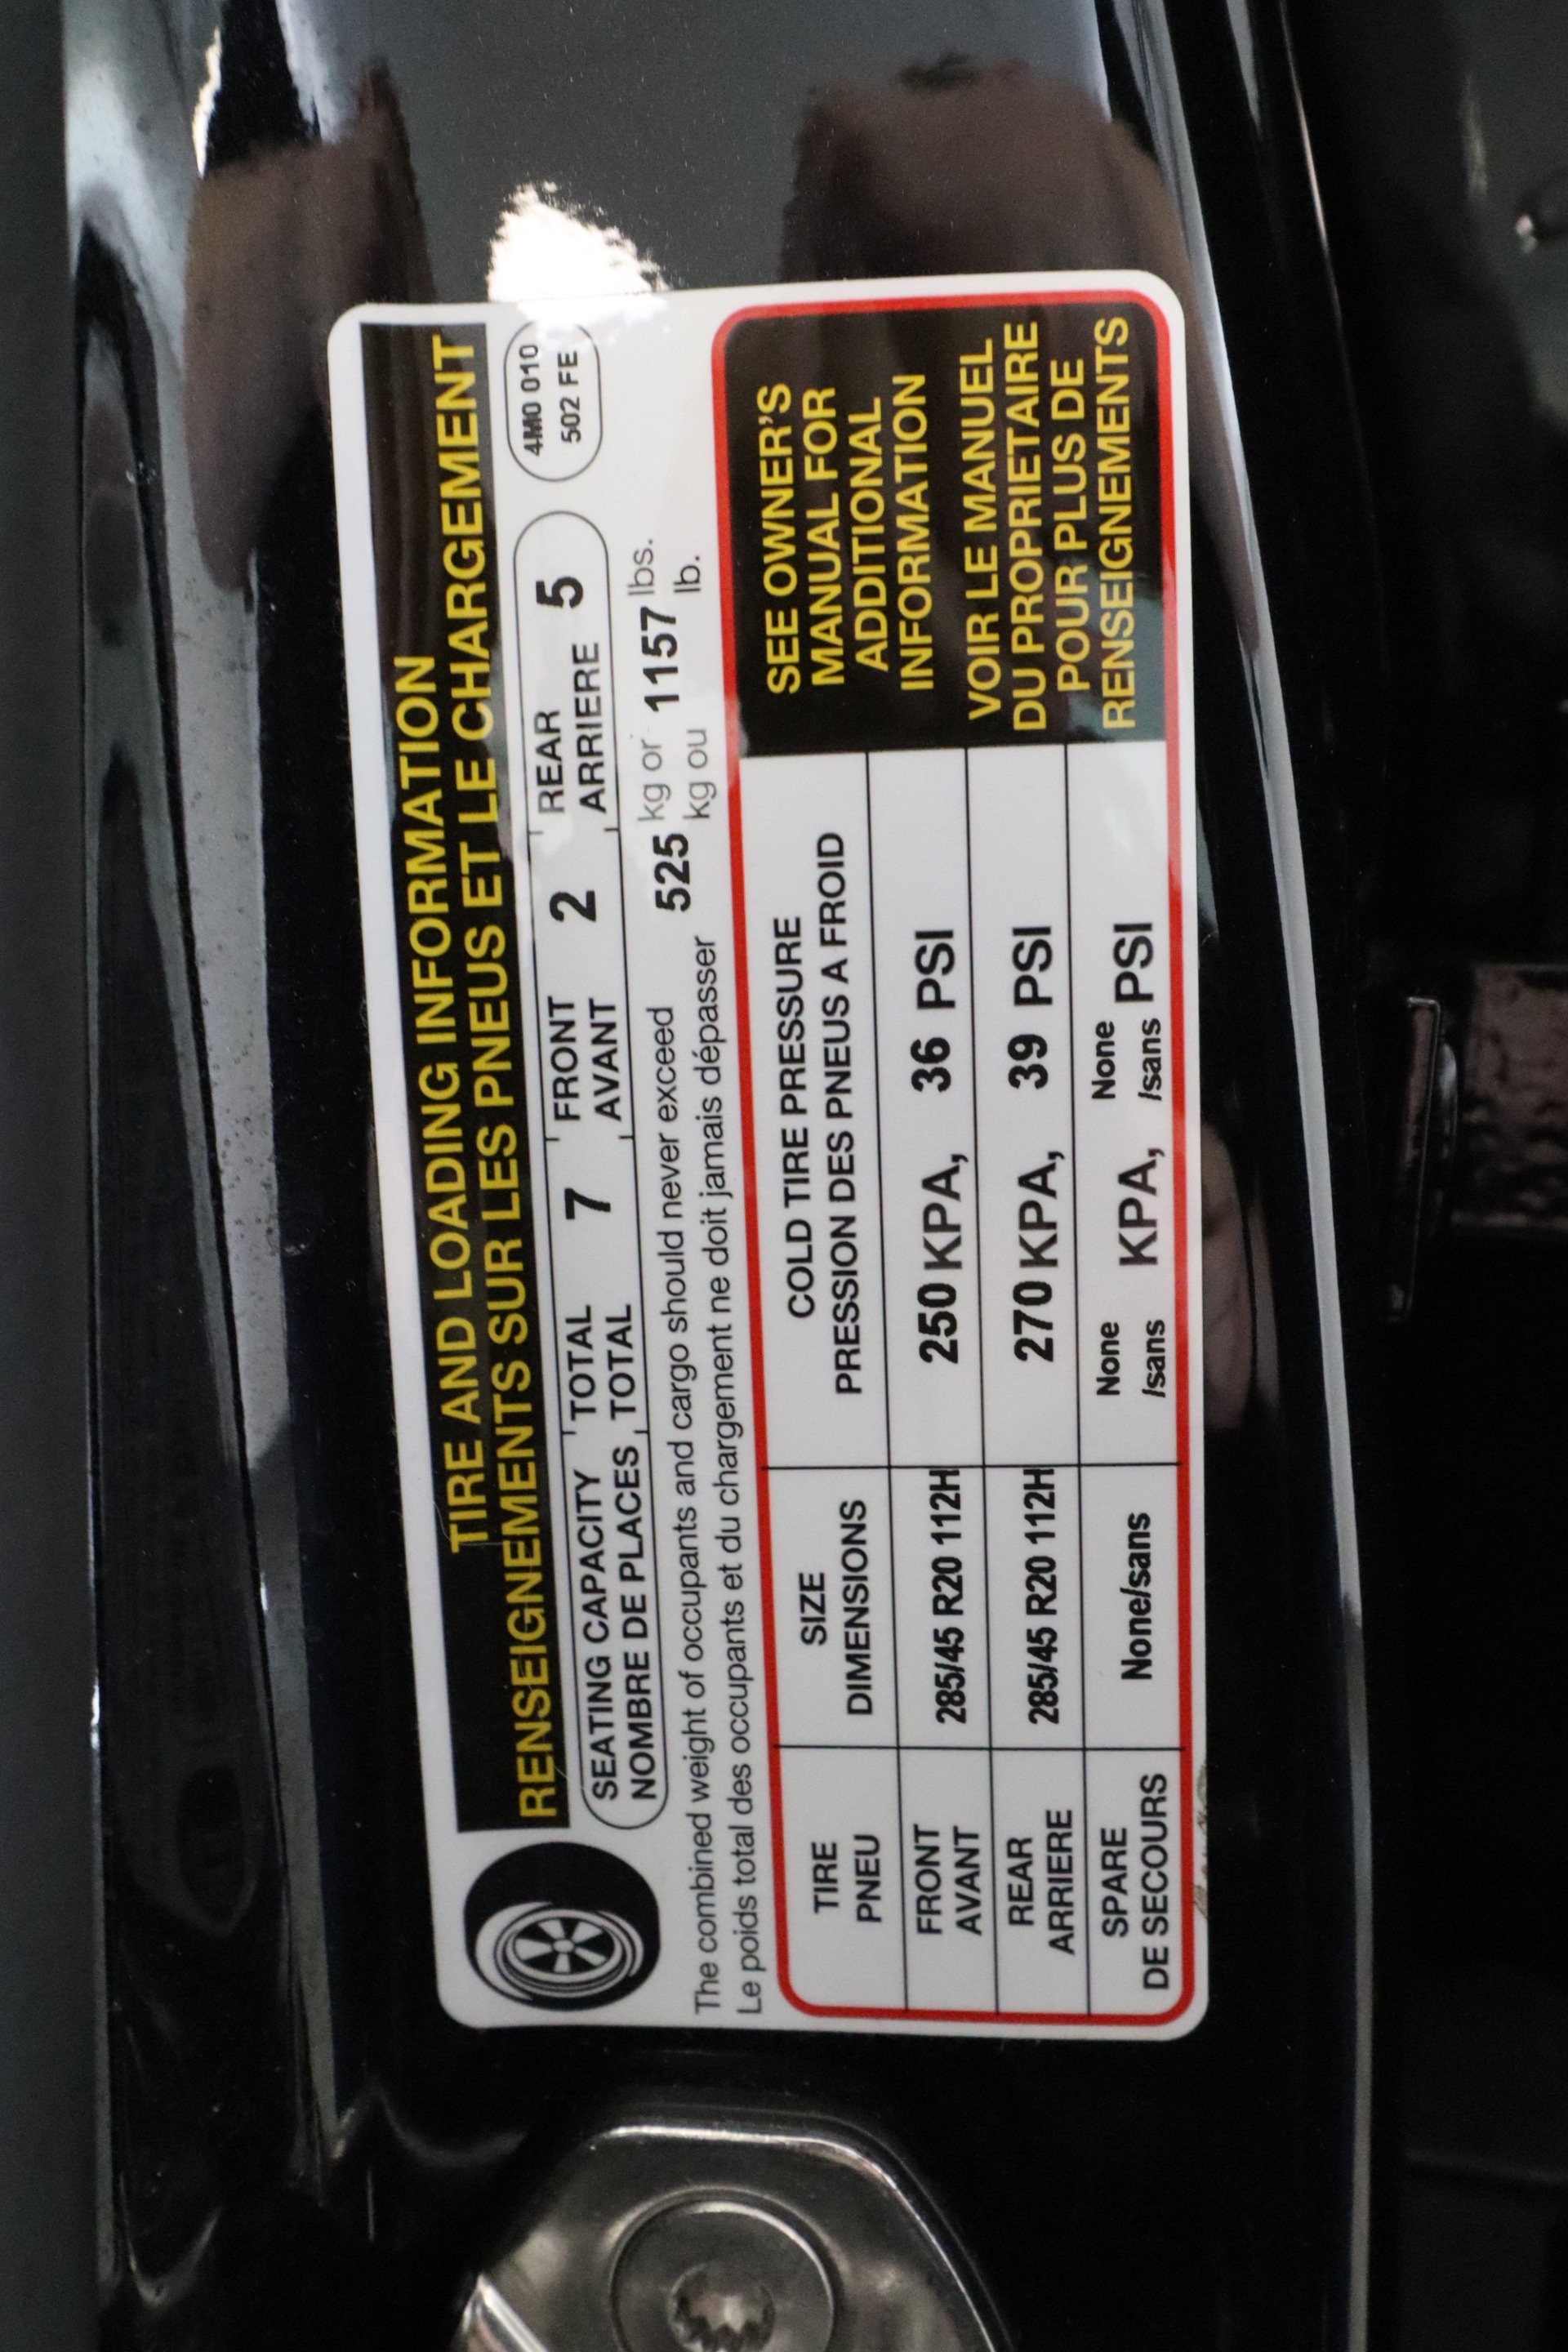 TIRE AND LOADING INFORMATION
RENSEIGNEMENTS SUR LES PNEUS ET LE CHARGEMENT
SEATING CAPACITY TOTAL 7 FRONT 2 REAR 5
NOMBRE DE PLACES TOTAL AVANT ARRIERE
4M0 010
502 FE
The combined weight of occupants and cargo should never exceed 525 kg or 1157 lbs.
Le poids total des occupants et du chargement ne doit jamais dépasser kg ou lb.
TIRE SIZE COLD TIRE PRESSURE
PNEU DIMENSIONS PRESSION DES PNEUS A FROID
FRONT
AVANT 285/45 R20 112H 250 KPA, 36 PSI
REAR
ARRIERE 285/45 R20 112H 270 KPA, 39 PSI
SPARE None None
DE SECOURS None/sans /sans KPA, /sans PSI
SEE OWNER'S
MANUAL FOR
ADDITIONAL
INFORMATION
VOIR LE MANUEL
DU PROPRIETAIRE
POUR PLUS DE
RENSEIGNEMENTS